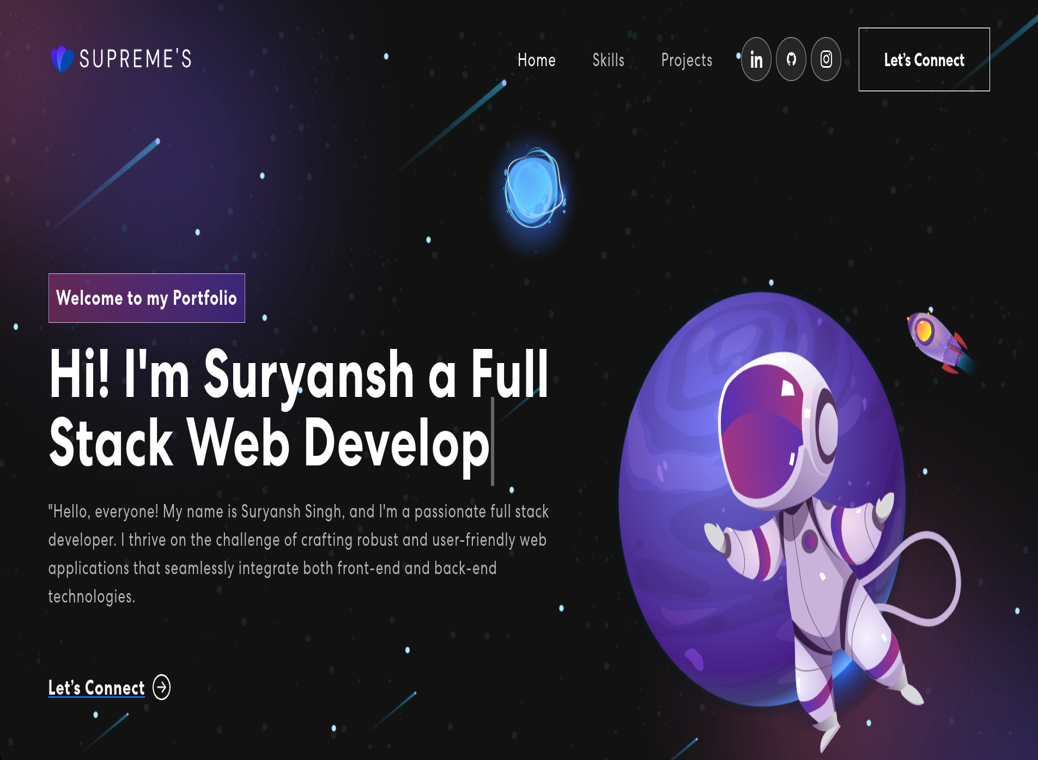 SUPREME'S
Home Skills Projects in Let's Connect
Welcome to my Portfolio
Hi! I'm Suryansh a Full
Stack Web Develop
"Hello, everyone! My name is Suryansh Singh, and I'm a passionate full stack
developer. I thrive on the challenge of crafting robust and user-friendly web
applications that seamlessly integrate both front-end and back-end
technologies.
Let’s Connect